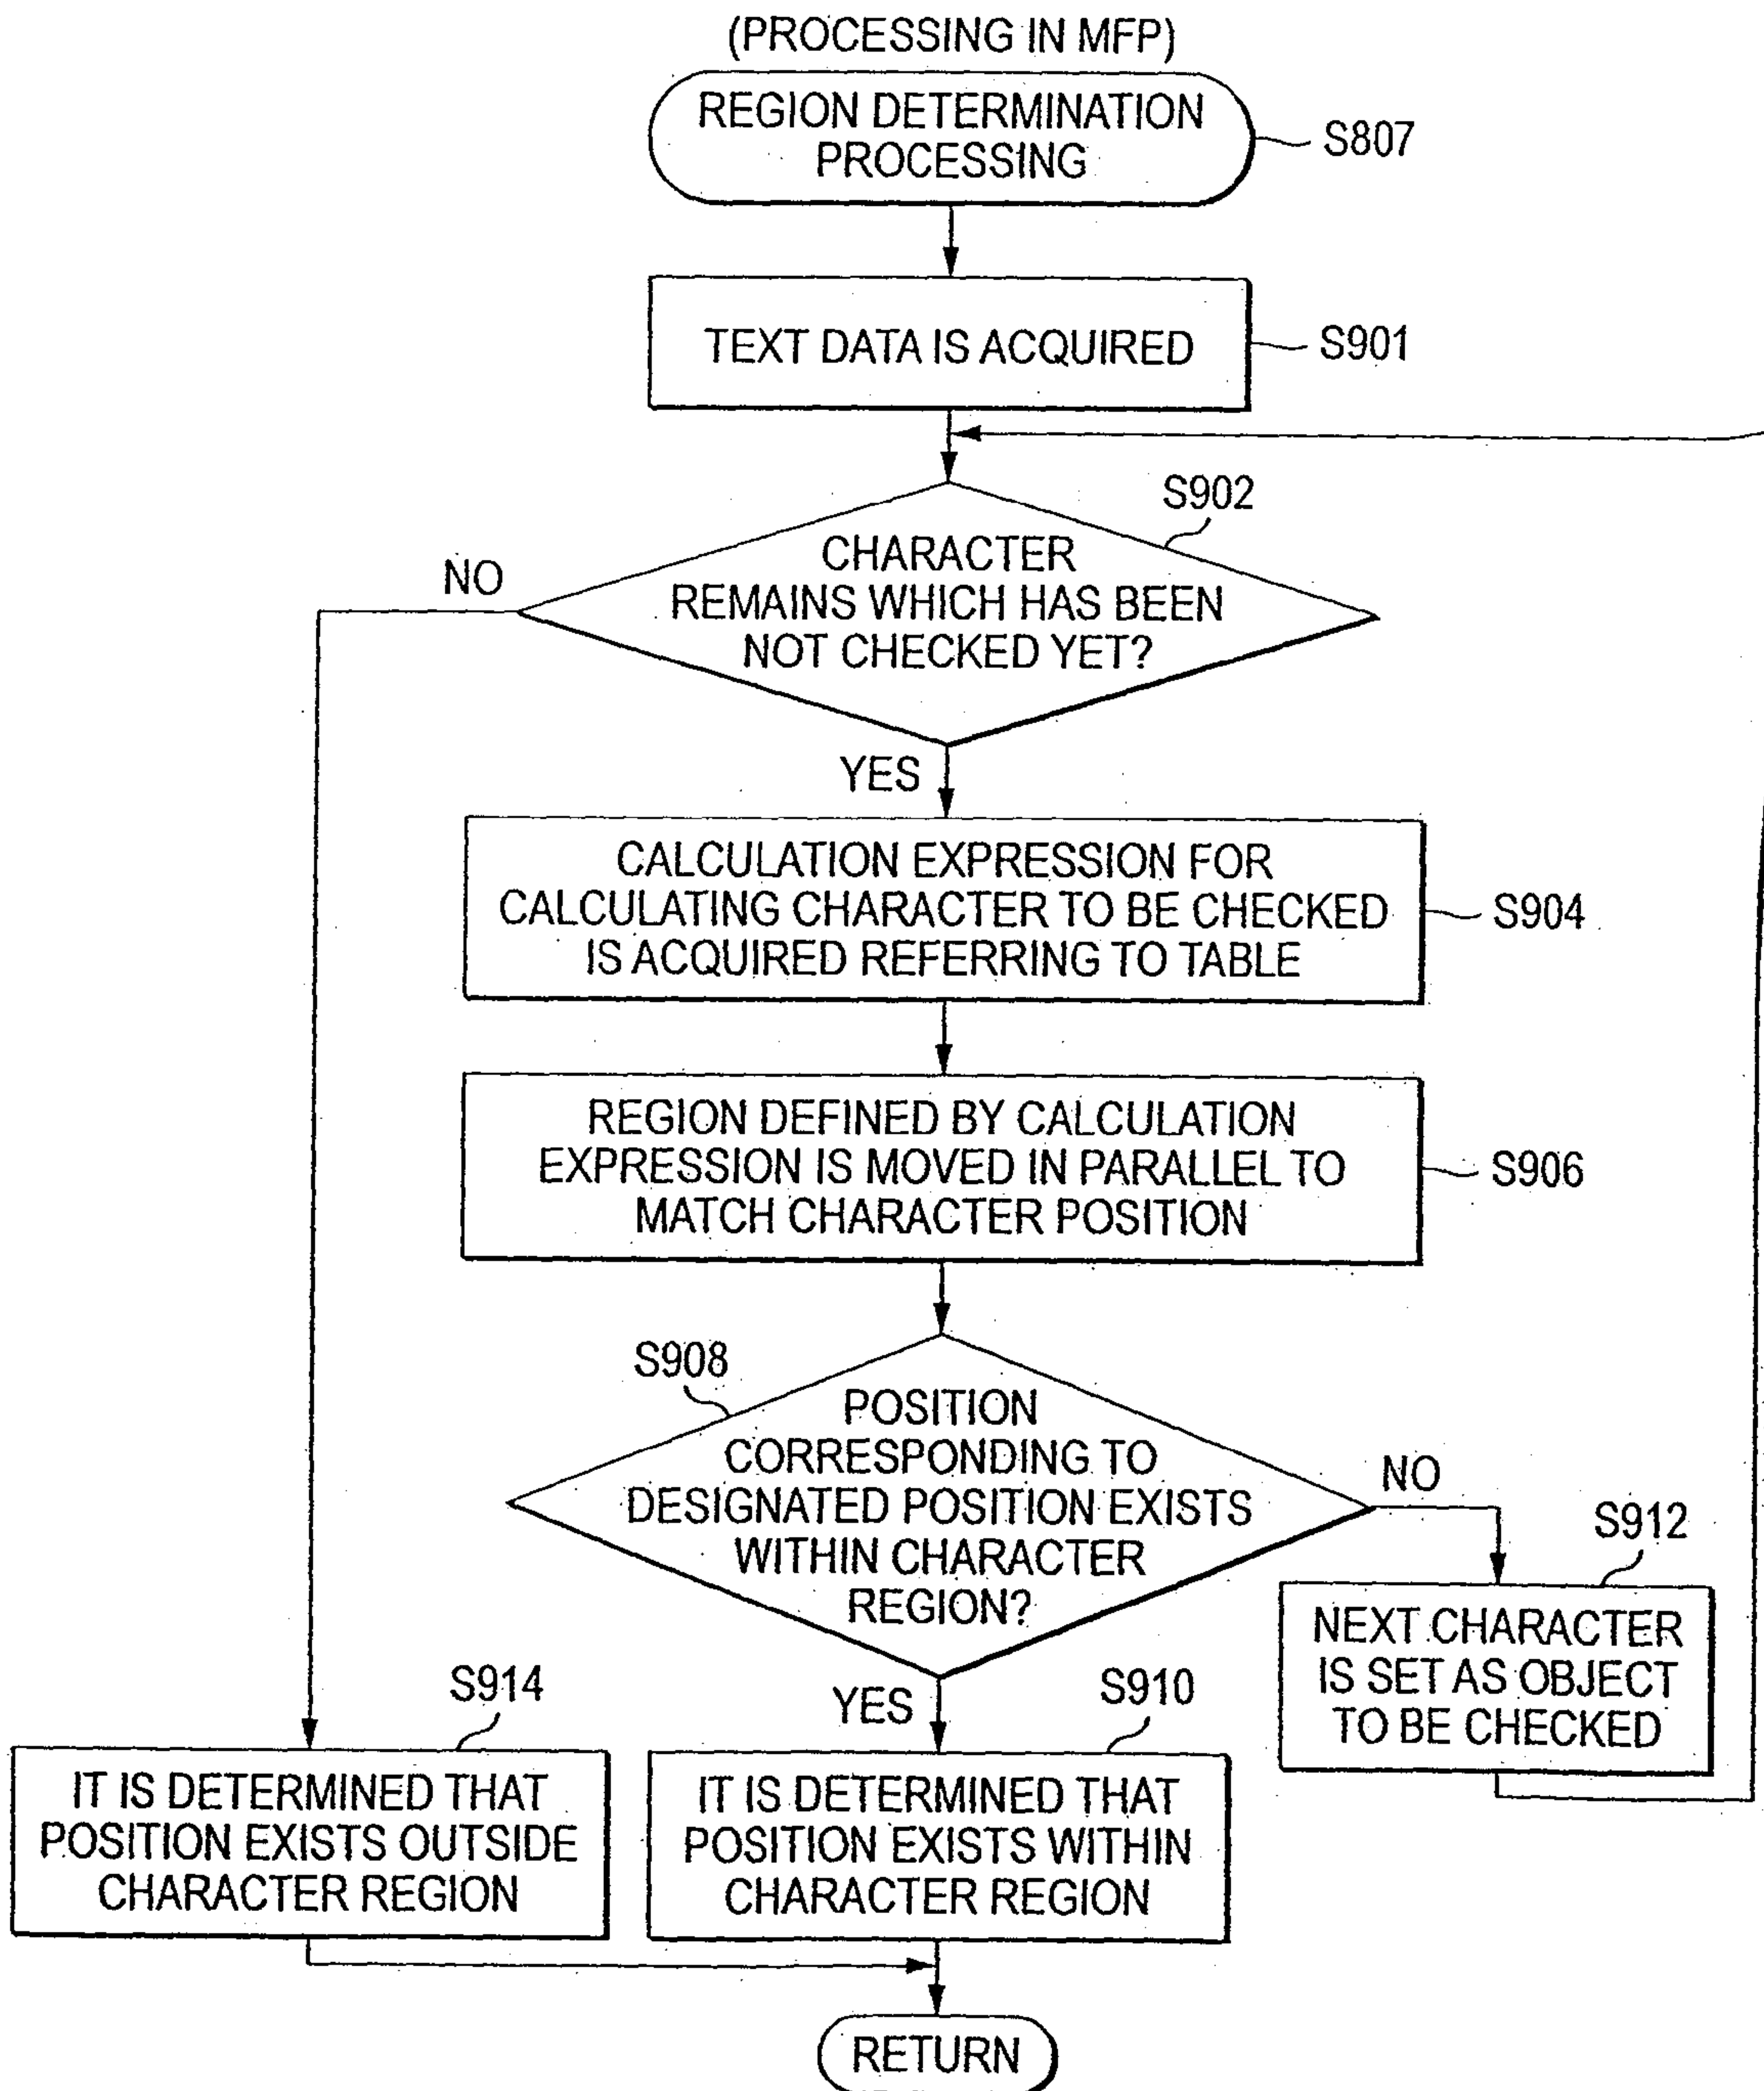 (PROCESSING IN MFP)
REGION DETERMINATION
PROCESSING
S807
TEXT DATA IS ACQUIRED
S901
S902
CHARACTER
REMAINS WHICH HAS BEEN
NOT CHECKED YET?
NO
YES
CALCULATION EXPRESSION FOR
CALCULATING CHARACTER TO BE CHECKED
IS ACQUIRED REFERRING TO TABLE
S904
REGION DEFINED BY CALCULATION
EXPRESSION IS MOVED IN PARALLEL TO
MATCH CHARACTER POSITION
S906
S908
POSITION
CORRESPONDING TO
DESIGNATED POSITION EXISTS
WITHIN CHARACTER
REGION?
NO
YES
S912
NEXT CHARACTER
IS SET AS OBJECT
TO BE CHECKED
S914
IT IS DETERMINED THAT
POSITION EXISTS OUTSIDE
CHARACTER REGION
S910
IT IS DETERMINED THAT
POSITION EXISTS WITHIN
CHARACTER REGION
RETURN